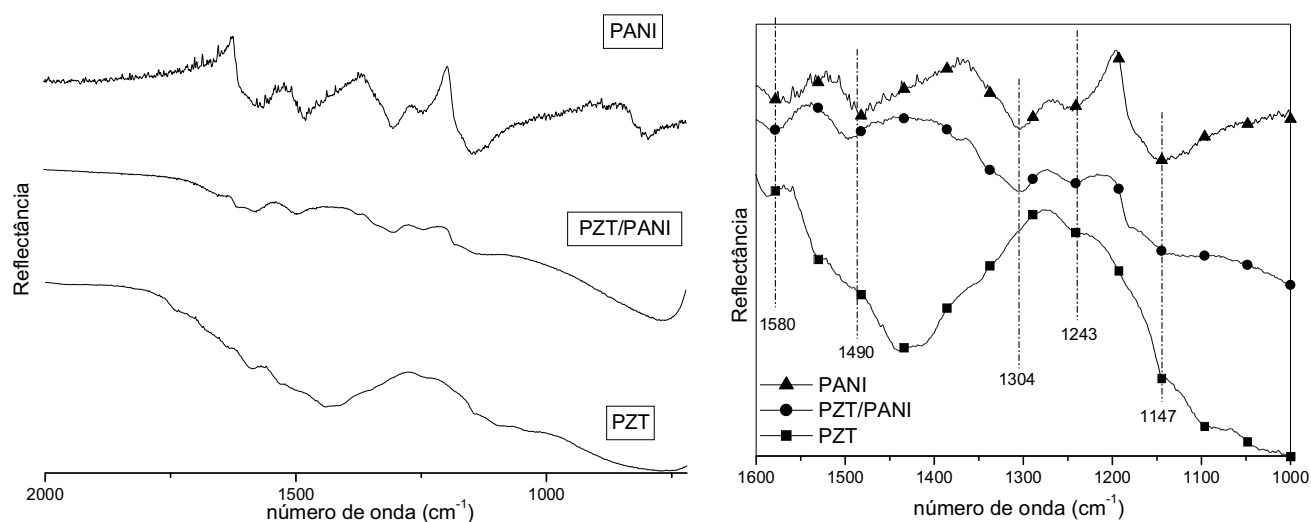 PANI
PZT/PANI
PZT
Reflectância
2000
1500
1000
número de onda (cm⁻¹)
1580
1490
1304
1243
1147
PANI
PZT/PANI
PZT
Reflectância
1600
1500
1400
1300
1200
1100
1000
número de onda (cm⁻¹)